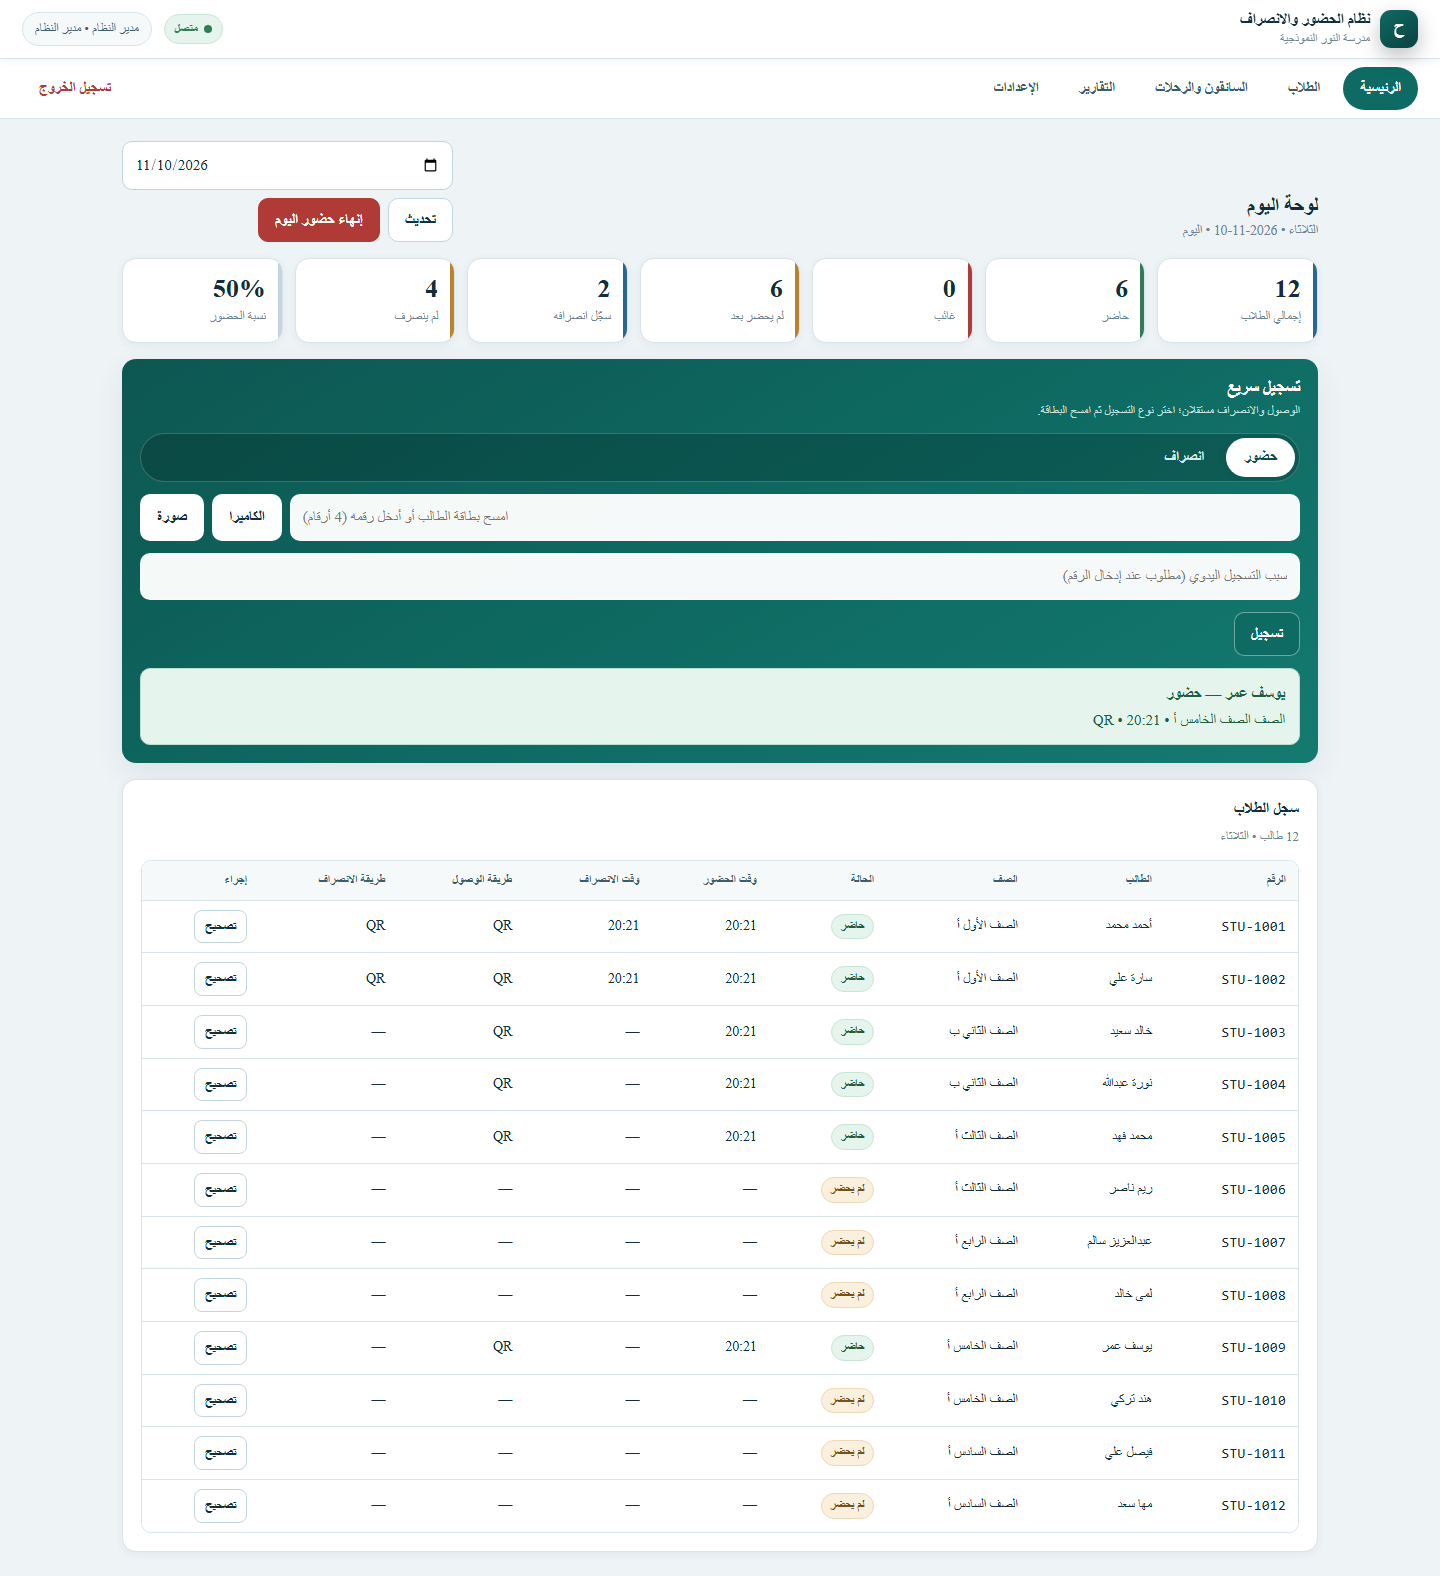 ح
نظام الحضور والانصراف
مدرسة النور النموذجية
متصل
مدير النظام • مدير النظام
الرئيسية
الطلاب
السائقون والرحلات
التقارير
الإعدادات
تسجيل الخروج
لوحة اليوم
الثلاثاء • 2026-11-10 • اليوم
11/10/2026
تحديث
إنهاء حضور اليوم
12
إجمالي الطلاب
6
حاضر
0
غائب
6
لم يحضر بعد
2
سجّل انصرافه
4
لم ينصرف
50%
نسبة الحضور
تسجيل سريع
الوصول والانصراف مستقلان؛ اختر نوع التسجيل ثم امسح البطاقة.
حضور
انصراف
امسح بطاقة الطالب أو أدخل رقمه (4 أرقام)
الكاميرا
صورة
سبب التسجيل اليدوي (مطلوب عند إدخال الرقم)
تسجيل
يوسف عمر — حضور
الصف الصف الخامس أ • 20:21 • QR
سجل الطلاب
12 طالب • الثلاثاء
الرقم الطالب الصف الحالة وقت الحضور وقت الانصراف طريقة الوصول طريقة الانصراف إجراء
STU-1001 أحمد محمد الصف الأول أ حاضر 20:21 20:21 QR QR تصحيح
STU-1002 سارة علي الصف الأول أ حاضر 20:21 20:21 QR QR تصحيح
STU-1003 خالد سعيد الصف الثاني ب حاضر 20:21 — QR — تصحيح
STU-1004 نورة عبدالله الصف الثاني ب حاضر 20:21 — QR — تصحيح
STU-1005 محمد فهد الصف الثالث أ حاضر 20:21 — QR — تصحيح
STU-1006 ريم ناصر الصف الثالث أ لم يحضر — — — — تصحيح
STU-1007 عبدالعزيز سالم الصف الرابع أ لم يحضر — — — — تصحيح
STU-1008 لمى خالد الصف الرابع أ لم يحضر — — — — تصحيح
STU-1009 يوسف عمر الصف الخامس أ حاضر 20:21 — QR — تصحيح
STU-1010 هند تركي الصف الخامس أ لم يحضر — — — — تصحيح
STU-1011 فيصل علي الصف السادس أ لم يحضر — — — — تصحيح
STU-1012 مها سعد الصف السادس أ لم يحضر — — — — تصحيح